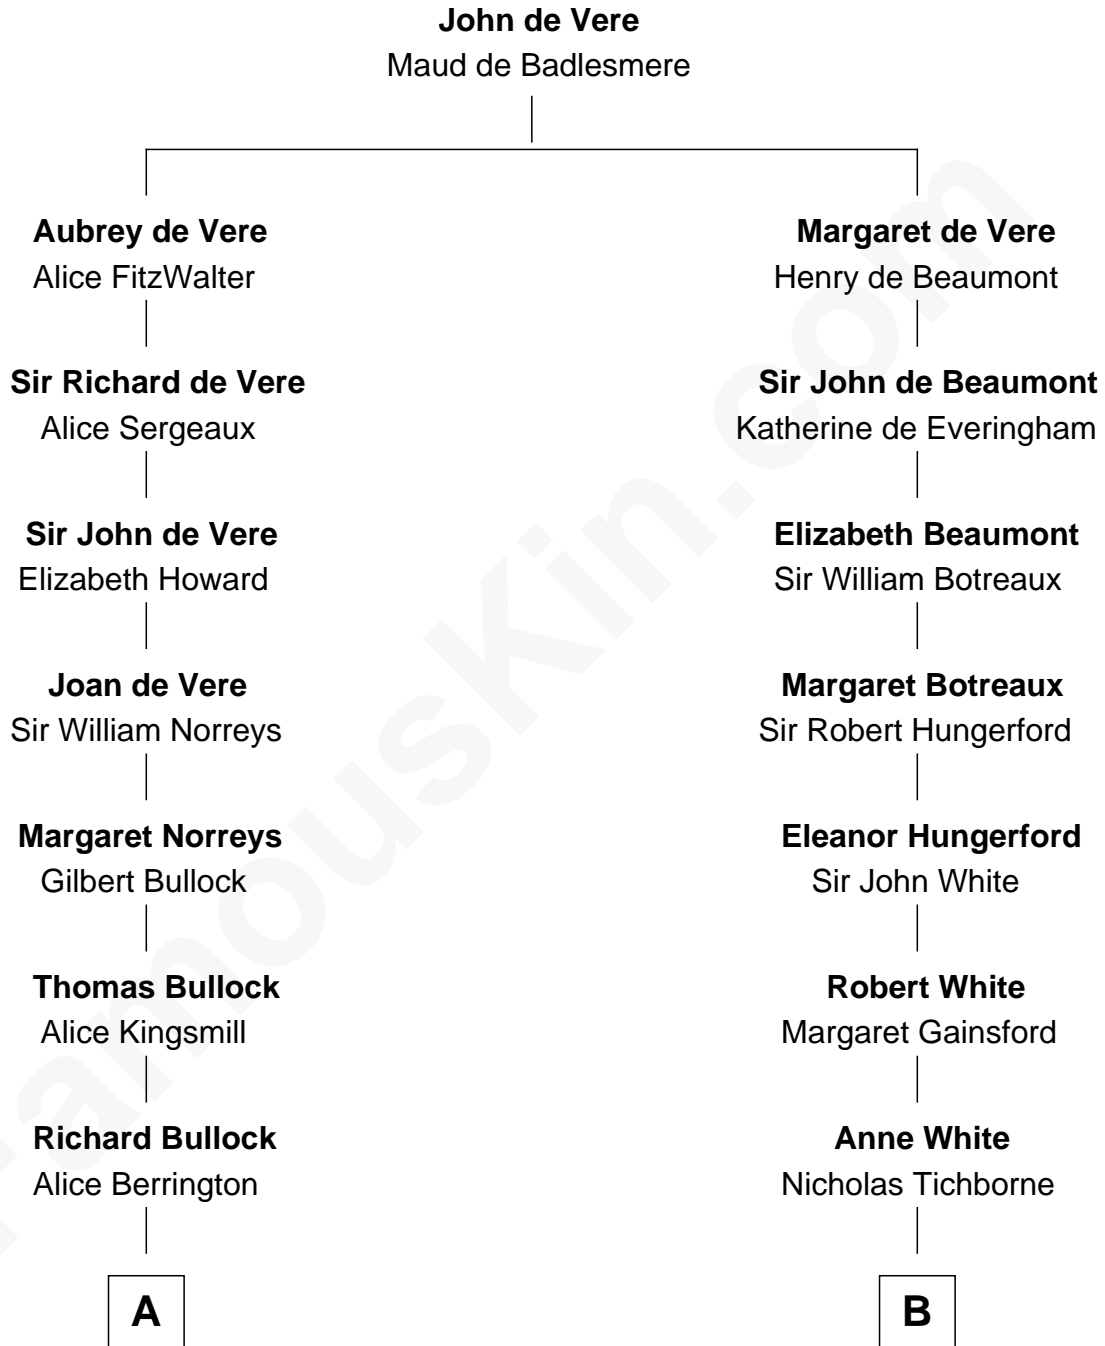 John de Vere
Maud de Badlesmere
Aubrey de Vere
Alice FitzWalter
Margaret de Vere
Henry de Beaumont
Sir Richard de Vere
Alice Sergeaux
Sir John de Beaumont
Katherine de Everingham
Sir John de Vere
Elizabeth Howard
Elizabeth Beaumont
Sir William Botreaux
Joan de Vere
Sir William Norreys
Margaret Botreaux
Sir Robert Hungerford
Margaret Norreys
Gilbert Bullock
Eleanor Hungerford
Sir John White
Thomas Bullock
Alice Kingsmill
Robert White
Margaret Gainsford
Richard Bullock
Alice Berrington
Anne White
Nicholas Tichborne
A
B
FamousKin.com